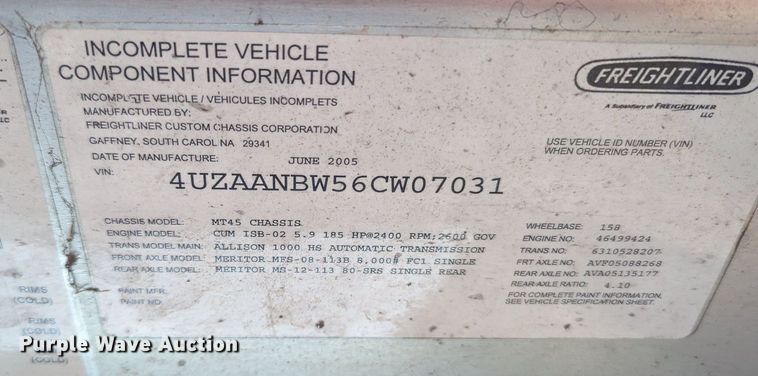 INCOMPLETE VEHICLE
COMPONENT INFORMATION
FREIGHTLINER
A Subsidiary of FREIGHTLINER LLC
INCOMPLETE VEHICLE / VEHICULES INCOMPLETS
MANUFACTURED BY:
FREIGHTLINER CUSTOM CHASSIS CORPORATION
GAFFNEY, SOUTH CAROL NA 29341
DATE OF MANUFACTURE: JUNE 2005
USE VEHICLE ID NUMBER (VIN)
WHEN ORDERING PARTS.
VIN: 4UZAANBW56CW07031
CHASSIS MODEL: MT45 CHASSIS
ENGINE MODEL: CUM ISB-02 5.9 185 HP@2400 RPM; 2600 GOV
TRANS MODEL MAIN: ALLISON 1000 HS AUTOMATIC TRANSMISSION
FRONT AXLE MODEL: MERITOR MFS-08-113B 8,000# FC1 SINGLE
REAR AXLE MODEL: MERITOR MS-12-113 80-SRS SINGLE REAR
PAINT MFR:
PAINT NO:
WHEELBASE: 158
ENGINE NO: 46499424
TRANS NO: 6310528207
FRT AXLE NO: AVF05088268
REAR AXLE NO: AVA05135177
REAR AXLE RATIO: 4.10
FOR COMPLETE PAINT INFORMATION,
SEE VEHICLE SPECIFICATION SHEET.
LLC
RIMS
(COLD)
RIMS
(COLD)
(COLD)
Purple Wave Auction